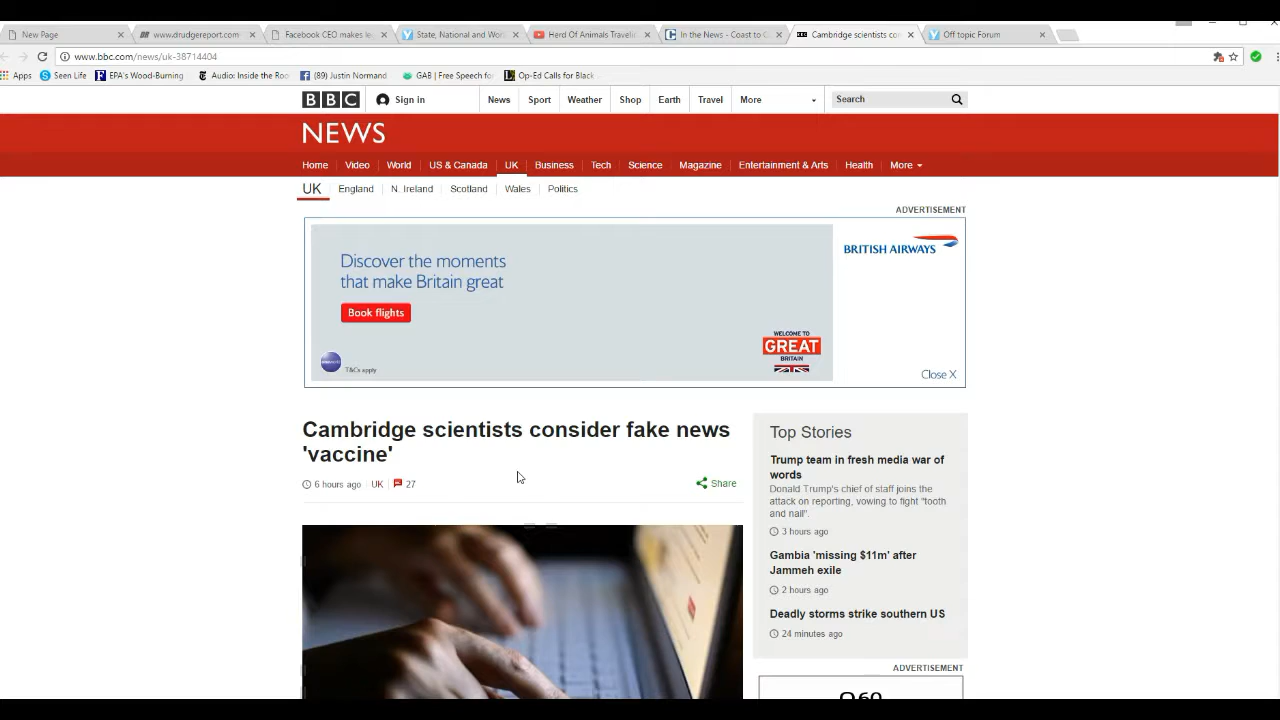 New Page
www.drudgereport.com
Facebook CEO makes le
State, National and Wor
Herd Of Animals Traveli
In the News - Coast to C
Cambridge scientists co
Off topic Forum
www.bbc.com/news/uk-38714404
Apps
Seen Life
EPA's Wood-Burning
Audio: Inside the Roo
(89) Justin Normand
GAB | Free Speech fo
Op-Ed Calls for Black
BBC
Sign in
News
Sport
Weather
Shop
Earth
Travel
More
Search
NEWS
Home
Video
World
US & Canada
UK
Business
Tech
Science
Magazine
Entertainment & Arts
Health
More
UK
England
N. Ireland
Scotland
Wales
Politics
ADVERTISEMENT
Discover the moments
that make Britain great
Book flights
T&Cs apply
BRITISH AIRWAYS
WELCOME TO
GREAT
BRITAIN
Close X
Cambridge scientists consider fake news
'vaccine'
6 hours ago
UK
27
Share
Top Stories
Trump team in fresh media war of
words
Donald Trump's chief of staff joins the
attack on reporting, vowing to fight "tooth
and nail".
3 hours ago
Gambia 'missing $11m' after
Jammeh exile
2 hours ago
Deadly storms strike southern US
24 minutes ago
ADVERTISEMENT